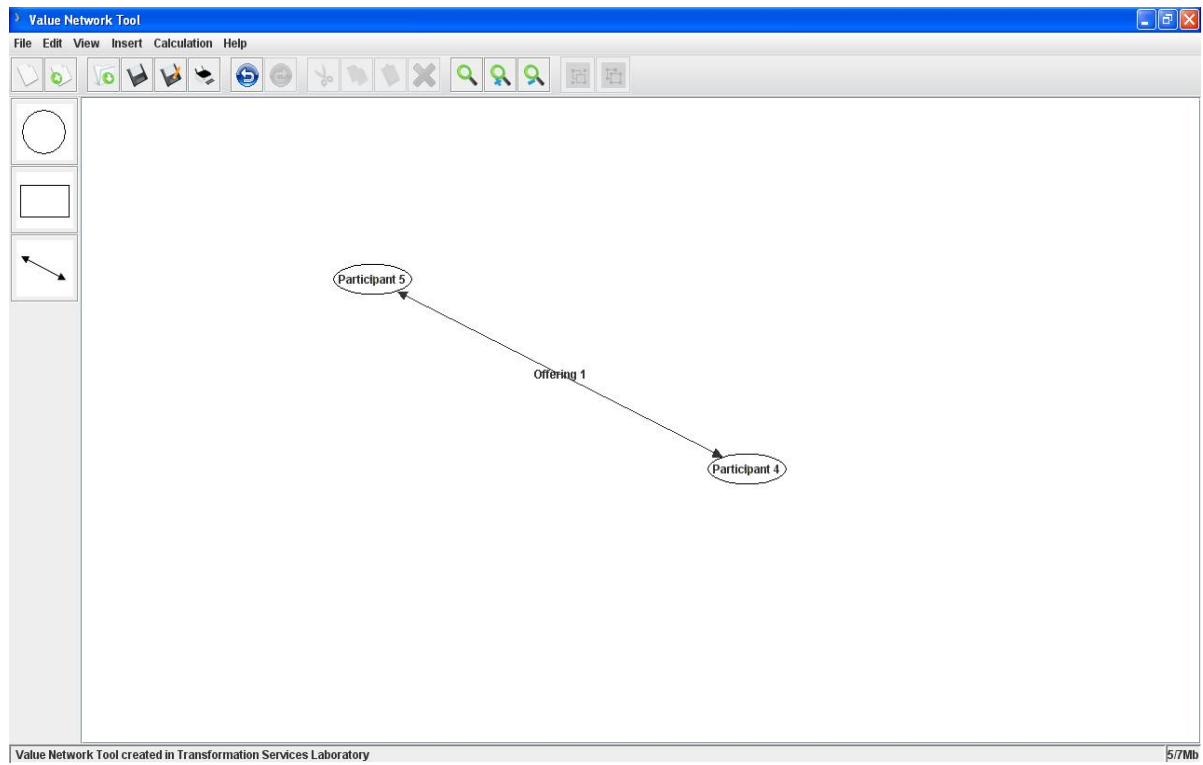 Value Network Tool
File Edit View Insert Calculation Help
Participant 5
Offering 1
Participant 4
Value Network Tool created in Transformation Services Laboratory 5/7Mb